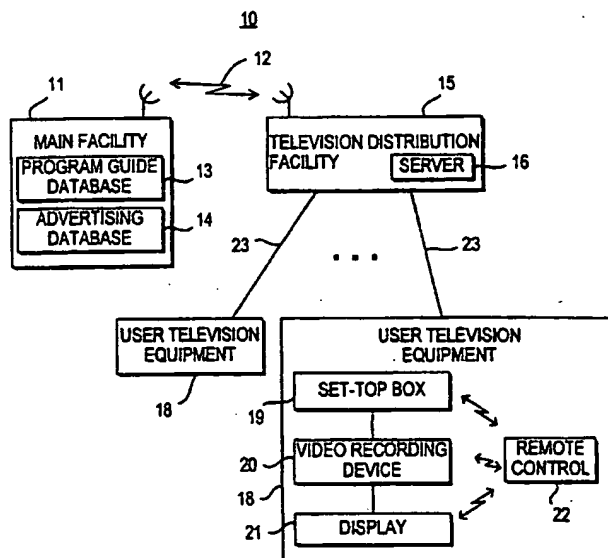 10
12
11
15
MAIN FACILITY
PROGRAM GUIDE
DATABASE
13
ADVERTISING
DATABASE
14
TELEVISION DISTRIBUTION
FACILITY
SERVER
16
23
23
USER TELEVISION
EQUIPMENT
18
USER TELEVISION
EQUIPMENT
SET-TOP BOX
19
VIDEO RECORDING
DEVICE
20
18
REMOTE
CONTROL
22
DISPLAY
21